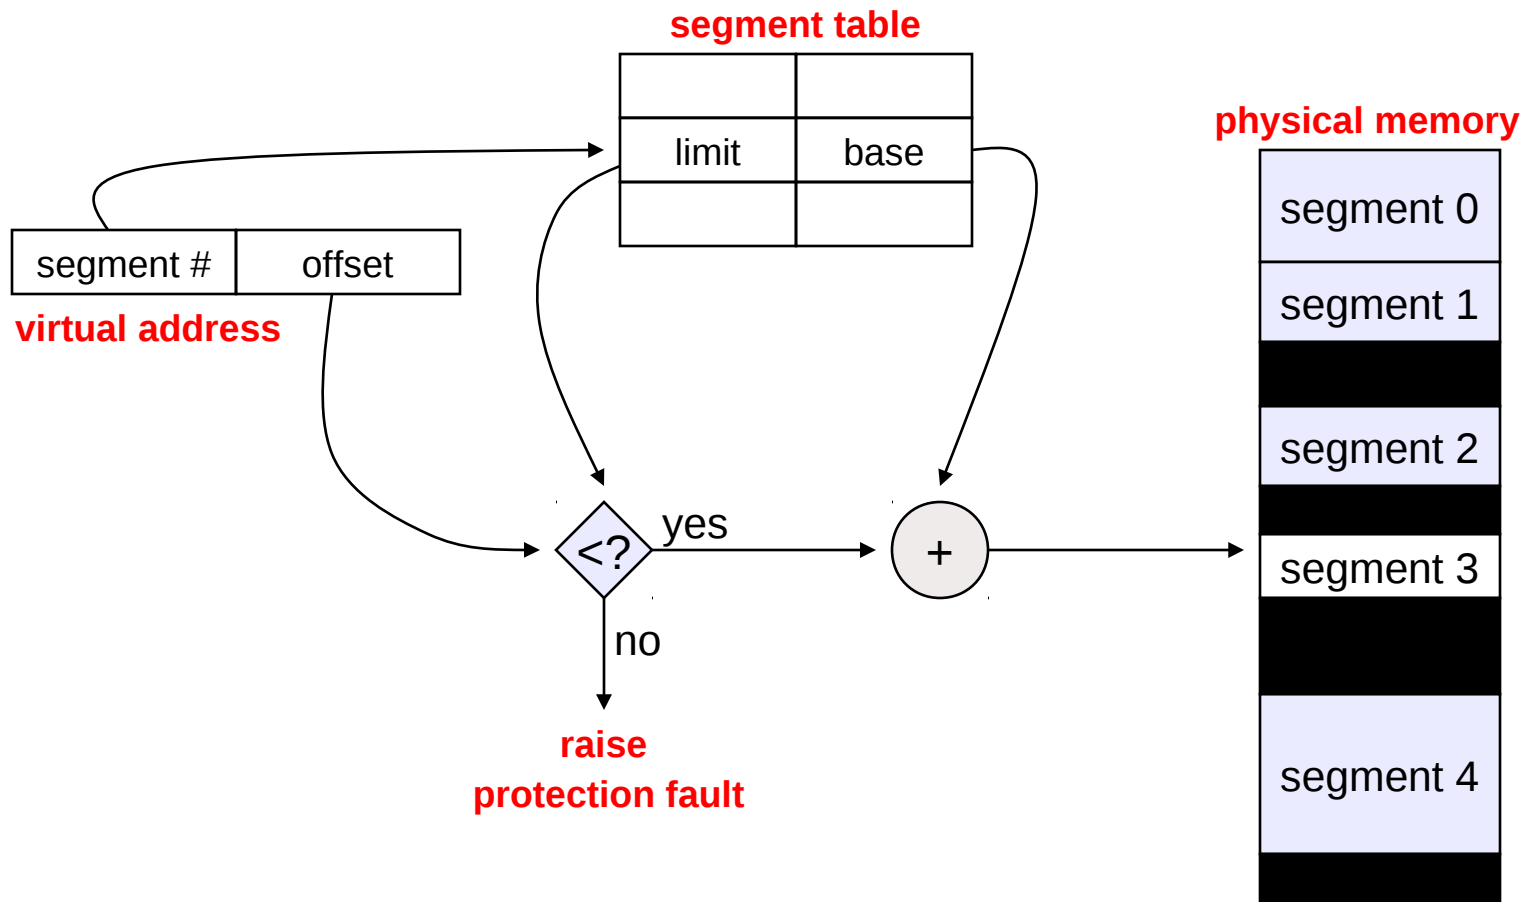 segment table
limit
base
segment #
offset
virtual address
<?
yes
+
no
raise
protection fault
physical memory
segment 0
segment 1
segment 2
segment 3
segment 4